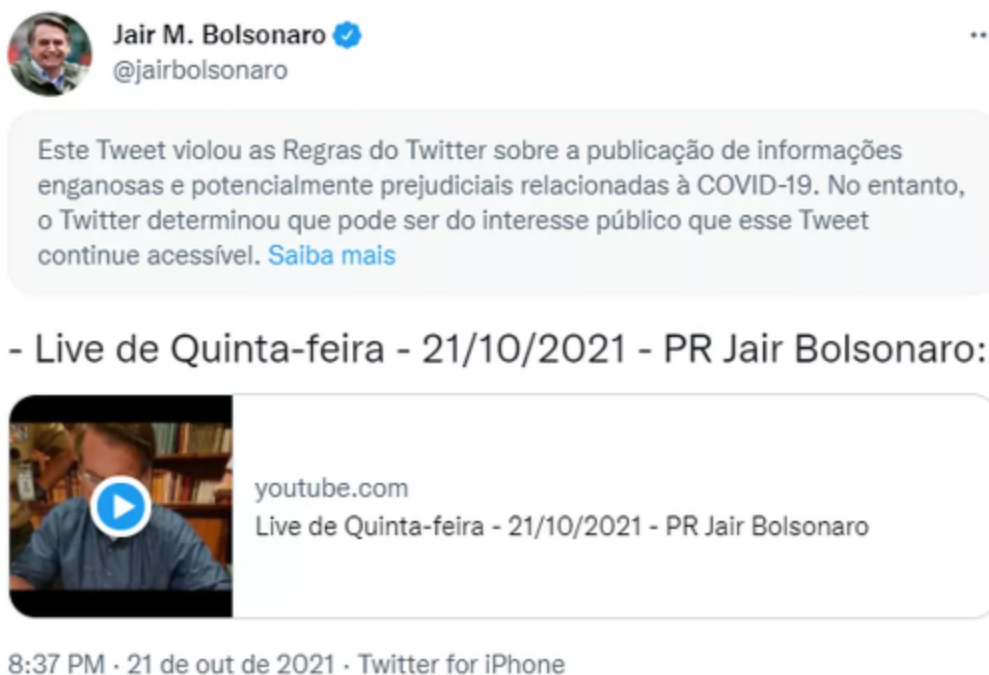 Jair M. Bolsonaro
@jairbolsonaro
Este Tweet violou as Regras do Twitter sobre a publicação de informações
enganosas e potencialmente prejudiciais relacionadas à COVID-19. No entanto,
o Twitter determinou que pode ser do interesse público que esse Tweet
continue acessível. Saiba mais
- Live de Quinta-feira - 21/10/2021 - PR Jair Bolsonaro:
youtube.com
Live de Quinta-feira - 21/10/2021 - PR Jair Bolsonaro
8:37 PM · 21 de out de 2021 · Twitter for iPhone